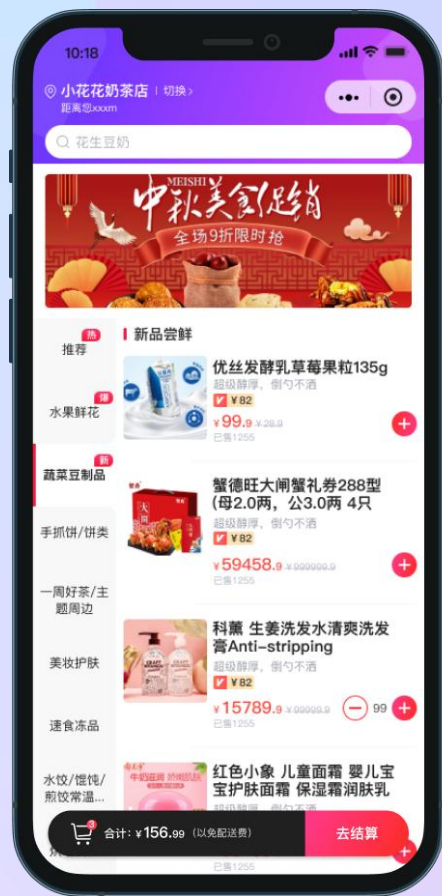 10:18
小花花奶茶店 切换>
距离您xxxm
花生豆奶
MEISHI
中秋美食促销
全场9折限时抢
热
推荐
爆
水果鲜花
新
蔬菜豆制品
手抓饼/饼类
一周好茶/主
题周边
美妆护肤
速食冻品
水饺/馄饨/
煎饺常温...
新品尝鲜
优丝发酵乳草莓果粒135g
超级醇厚，倒勺不洒
¥82
¥99.9 ¥28.9
已售1255
蟹德旺大闸蟹礼券288型
(母2.0两，公3.0两 4只
超级醇厚，倒勺不洒
¥82
¥59458.9 ¥999999.9
已售1255
科薰 生姜洗发水清爽洗发
膏Anti-stripping
超级醇厚，倒勺不洒
¥82
¥15789.9 ¥99999.9
99
已售1255
牛奶滋润 娇嫩肌肤
红色小象 儿童面霜 婴儿宝
宝护肤面霜 保湿霜润肤乳
3
合计: ¥156.99 (以免配送费)
去结算
已售1255